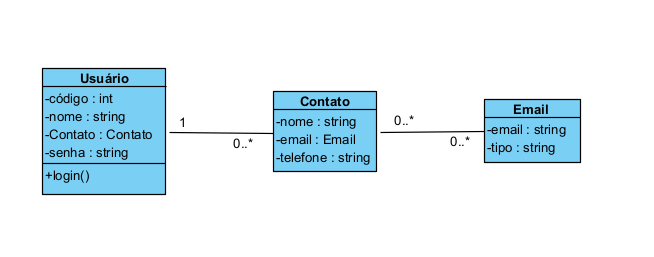 Usuário
-código : int
-nome : string
-Contato : Contato
-senha : string
+login()
1
0..*
Contato
-nome : string
-email : Email
-telefone : string
0..*
0..*
Email
-email : string
-tipo : string